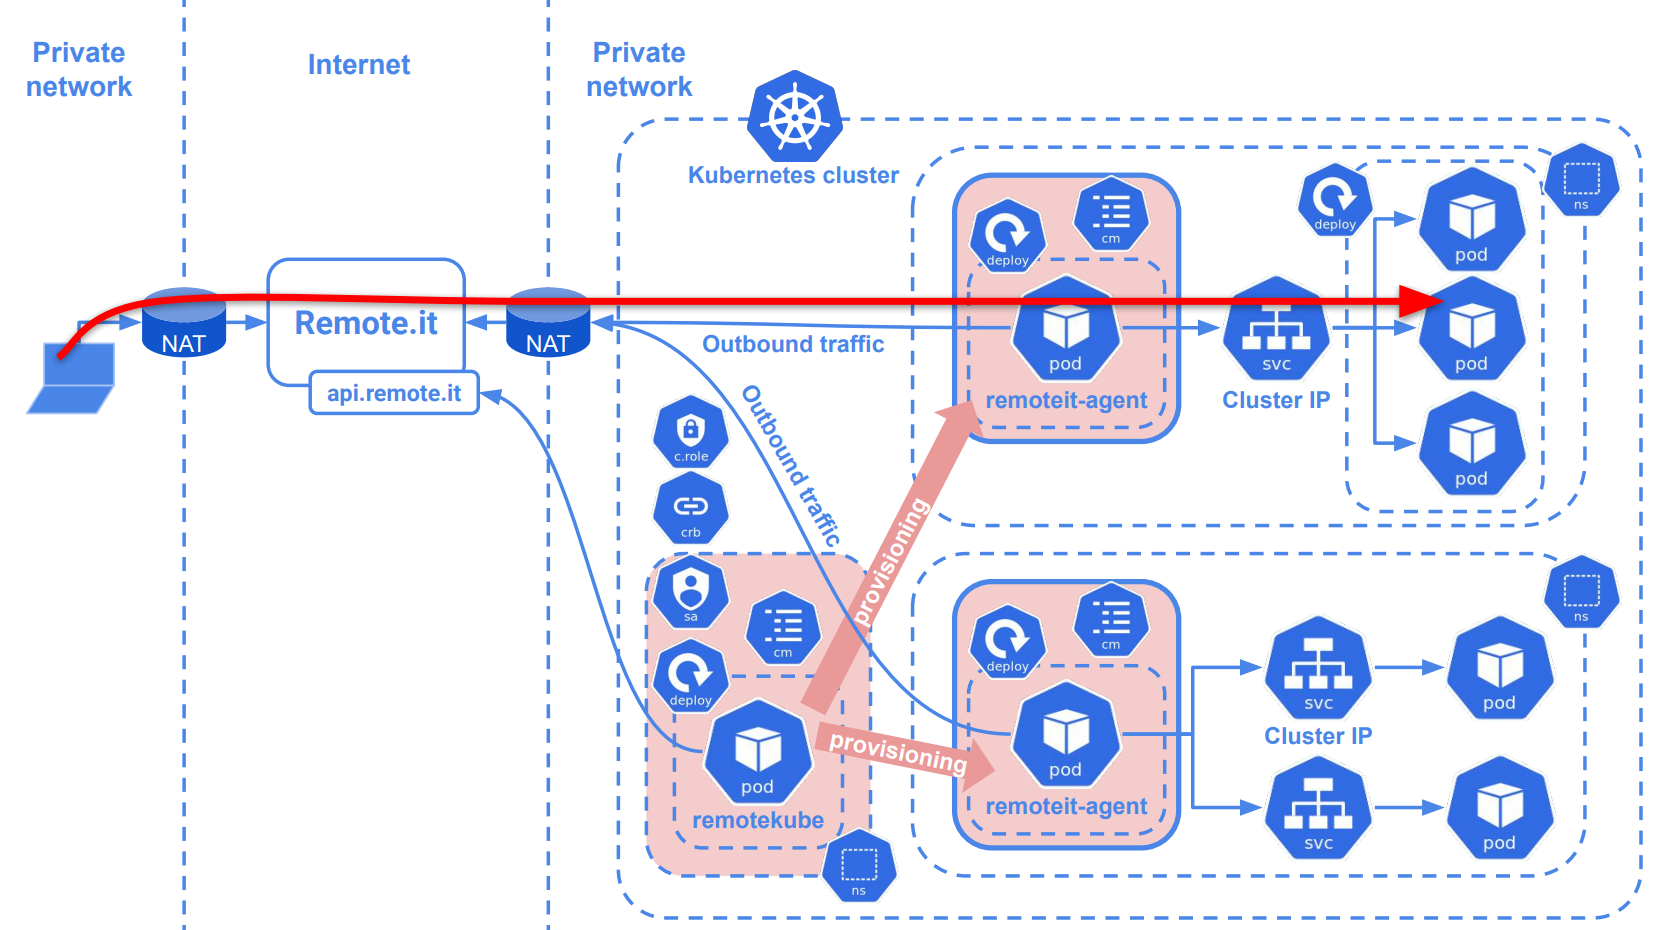 Private
network
Internet
Private
network
Kubernetes cluster
ns
deploy
cm
deploy
pod
Remote.it
NAT
NAT
Outbound traffic
pod
svc
pod
api.remote.it
remoteit-agent
Cluster IP
Outbound traffic
c.role
pod
crb
provisioning
sa
cm
cm
ns
deploy
deploy
svc
pod
pod
provisioning
pod
Cluster IP
remotekube
remoteit-agent
svc
pod
ns